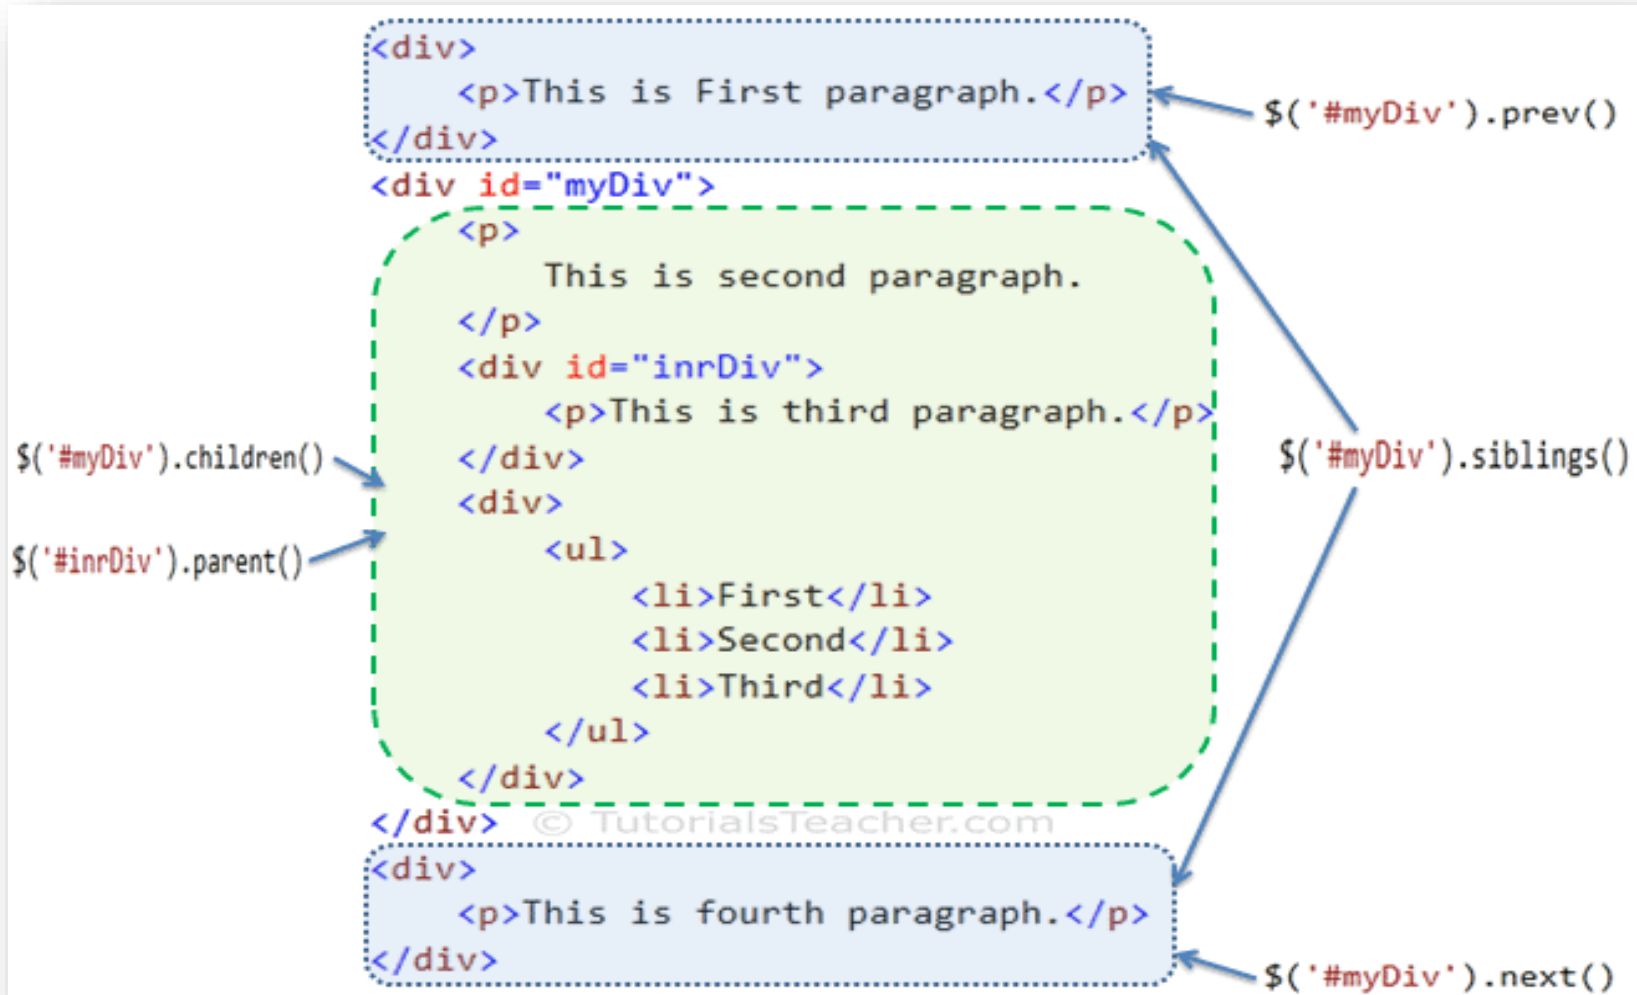 <div>
<p>This is First paragraph.</p>
$('#myDiv').prev()
</div>
<div id="myDiv">
<p>
This is second paragraph.
</p>
<div id="inrDiv">
<p>This is third paragraph.</p>
$('#myDiv').children()
</div>
$('#myDiv').siblings()
<div>
$('#inrDiv').parent()
<ul>
<li>First</li>
<li>Second</li>
<li>Third</li>
</ul>
</div>
</div>
© TutorialsTeacher.com
<div>
<p>This is fourth paragraph.</p>
</div>
$('#myDiv').next()